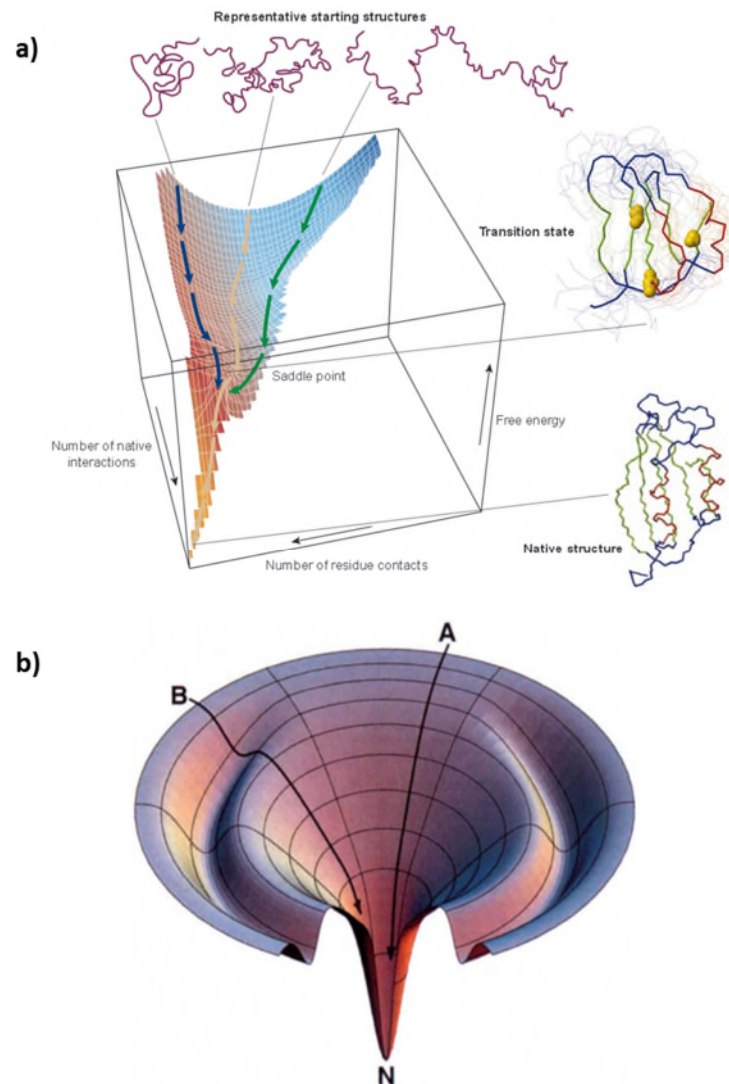 Representative starting structures
a)
Transition state
Saddle point
Free energy
Number of native
interactions
Number of residue contacts
Native structure
b)
A
B
N